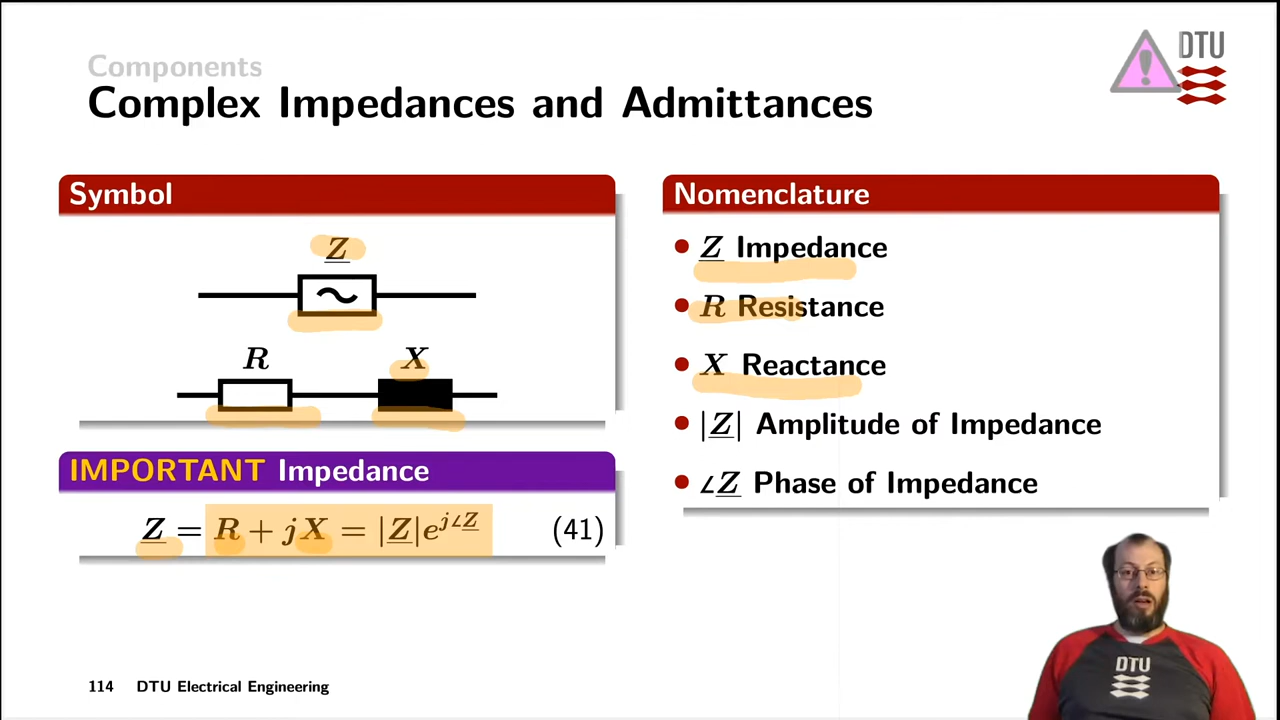 Components
Complex Impedances and Admittances
DTU
Symbol
Z
R X
IMPORTANT Impedance
Z = R + jX = |Z|e^{j∠Z} (41)
Nomenclature
• Z Impedance
• R Resistance
• X Reactance
• |Z| Amplitude of Impedance
• ∠Z Phase of Impedance
DTU
114 DTU Electrical Engineering